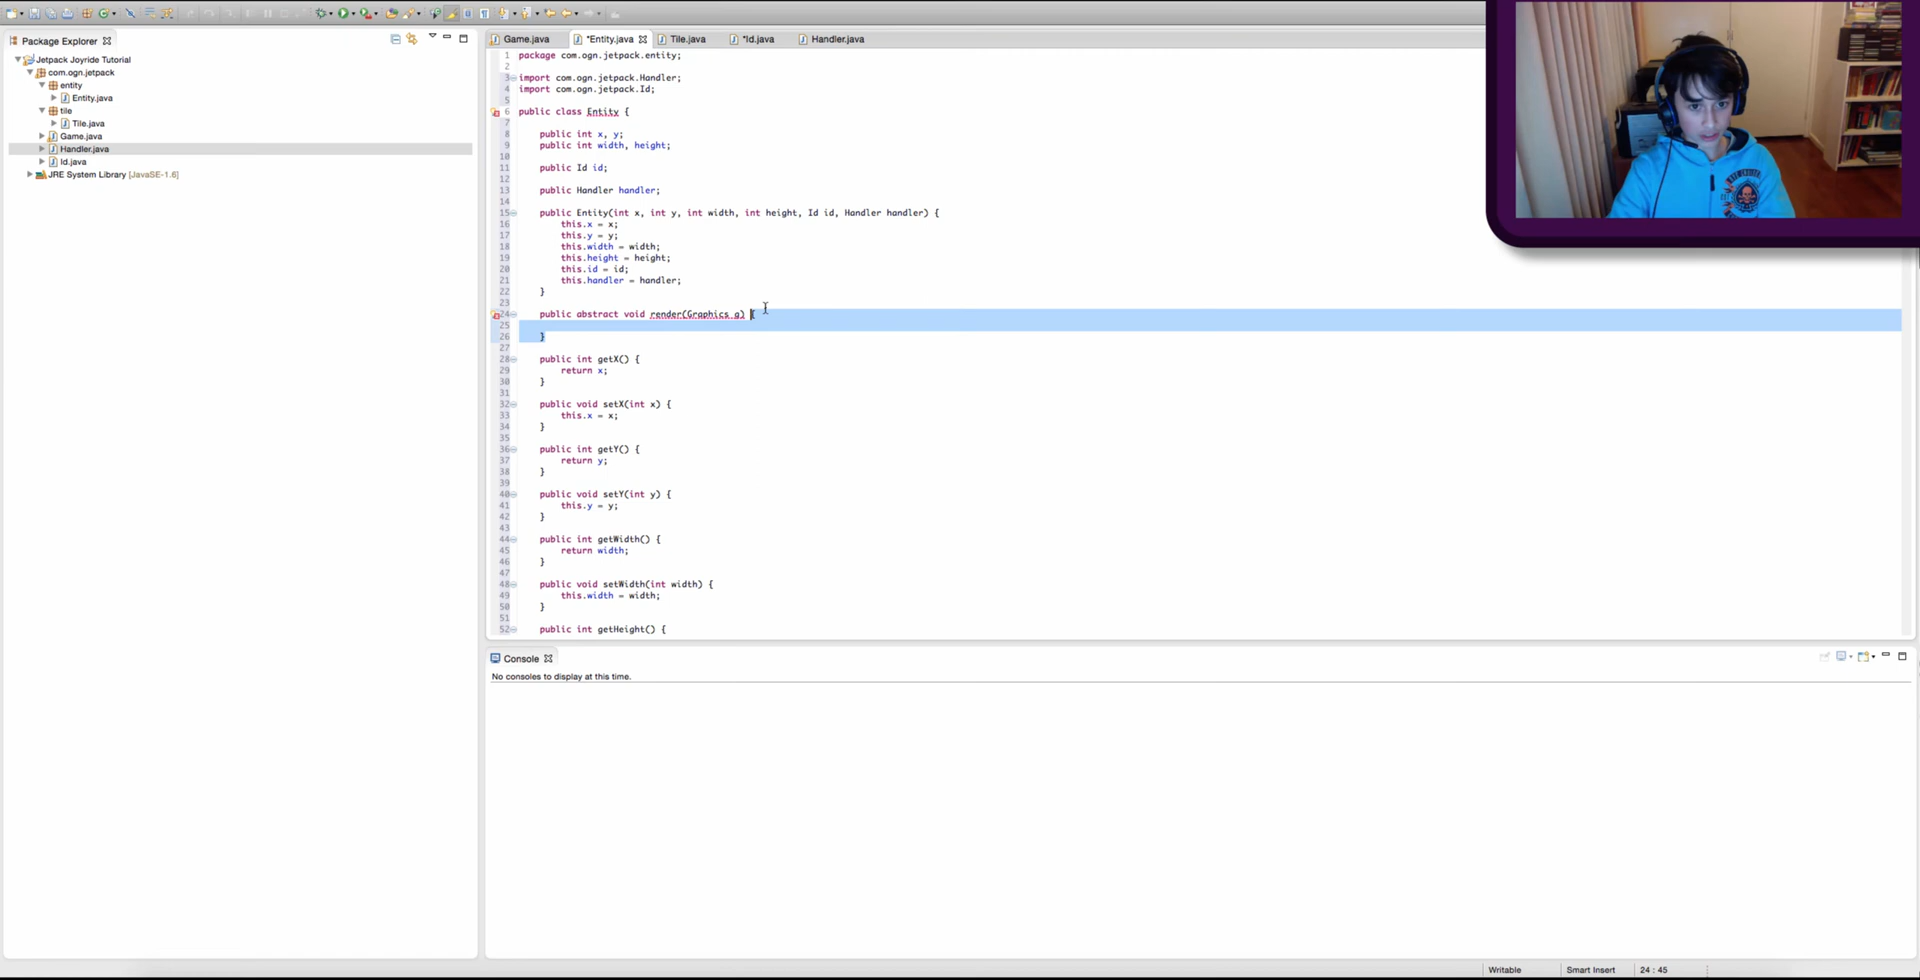 Package Explorer
Jetpack Joyride Tutorial
com.ogn.jetpack
entity
Entity.java
tile
Tile.java
Game.java
Handler.java
Id.java
JRE System Library [JavaSE-1.6]
Game.java *Entity.java Tile.java *Id.java Handler.java
1 package com.ogn.jetpack.entity;
2
3 import com.ogn.jetpack.Handler;
4 import com.ogn.jetpack.Id;
5
6 public class Entity {
7
8 public int x, y;
9 public int width, height;
10
11 public Id id;
12
13 public Handler handler;
14
15 public Entity(int x, int y, int width, int height, Id id, Handler handler) {
16 this.x = x;
17 this.y = y;
18 this.width = width;
19 this.height = height;
20 this.id = id;
21 this.handler = handler;
22 }
23
24 public abstract void render(Graphics g) {
25
26 }
27
28 public int getX() {
29 return x;
30 }
31
32 public void setX(int x) {
33 this.x = x;
34 }
35
36 public int getY() {
37 return y;
38 }
39
40 public void setY(int y) {
41 this.y = y;
42 }
43
44 public int getWidth() {
45 return width;
46 }
47
48 public void setWidth(int width) {
49 this.width = width;
50 }
51
52 public int getHeight() {
Console
No consoles to display at this time.
Writable Smart Insert 24 : 45